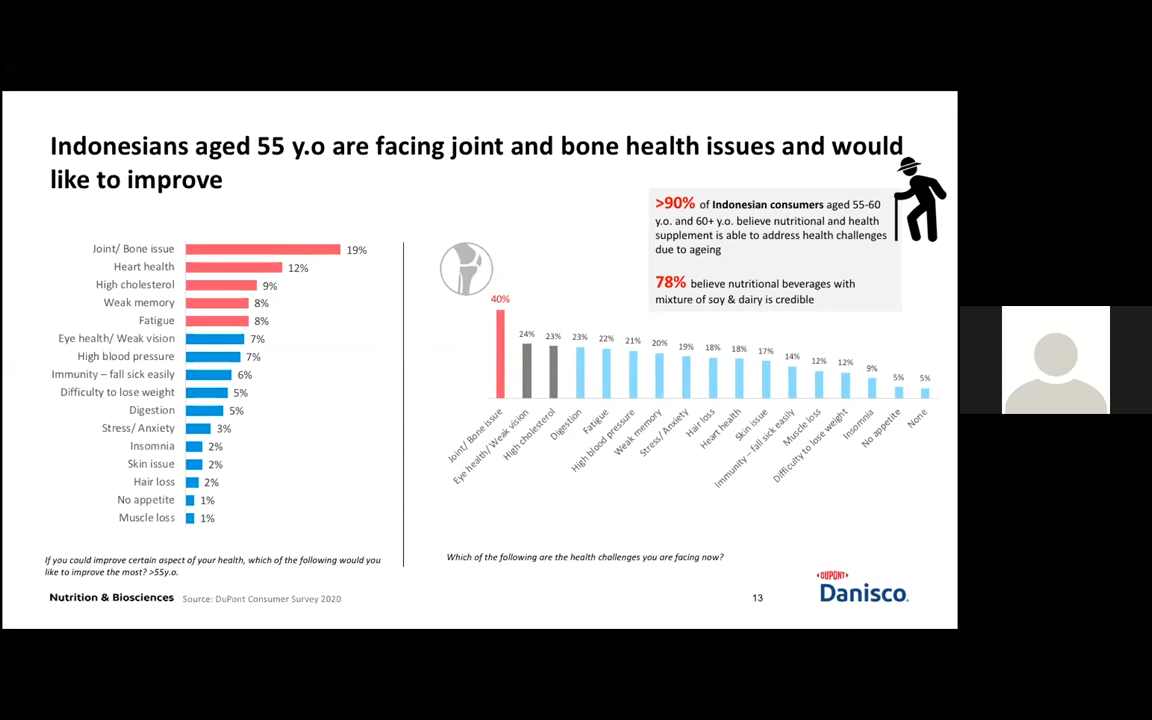 Indonesians aged 55 y.o are facing joint and bone health issues and would
like to improve
>90% of Indonesian consumers aged 55-60
y.o. and 60+ y.o. believe nutritional and health
supplement is able to address health challenges
due to ageing
78% believe nutritional beverages with
mixture of soy & dairy is credible
Joint/ Bone issue 19%
Heart health 12%
High cholesterol 9%
Weak memory 8%
Fatigue 8%
Eye health/ Weak vision 7%
High blood pressure 7%
Immunity – fall sick easily 6%
Difficulty to lose weight 5%
Digestion 5%
Stress/ Anxiety 3%
Insomnia 2%
Skin issue 2%
Hair loss 2%
No appetite 1%
Muscle loss 1%
If you could improve certain aspect of your health, which of the following would you
like to improve the most? >55y.o.
40% 24% 23% 23% 22% 21% 20% 19% 18% 18% 17% 14% 12% 12% 9% 5% 5%
Joint/ Bone issue
Eye health/ Weak vision
High cholesterol
Digestion
Fatigue
High blood pressure
Weak memory
Stress/ Anxiety
Hair loss
Heart health
Skin issue
Immunity – fall sick easily
Muscle loss
Difficulty to lose weight
Insomnia
No appetite
None
Which of the following are the health challenges you are facing now?
Nutrition & Biosciences Source: DuPont Consumer Survey 2020
13
DUPONT
Danisco.